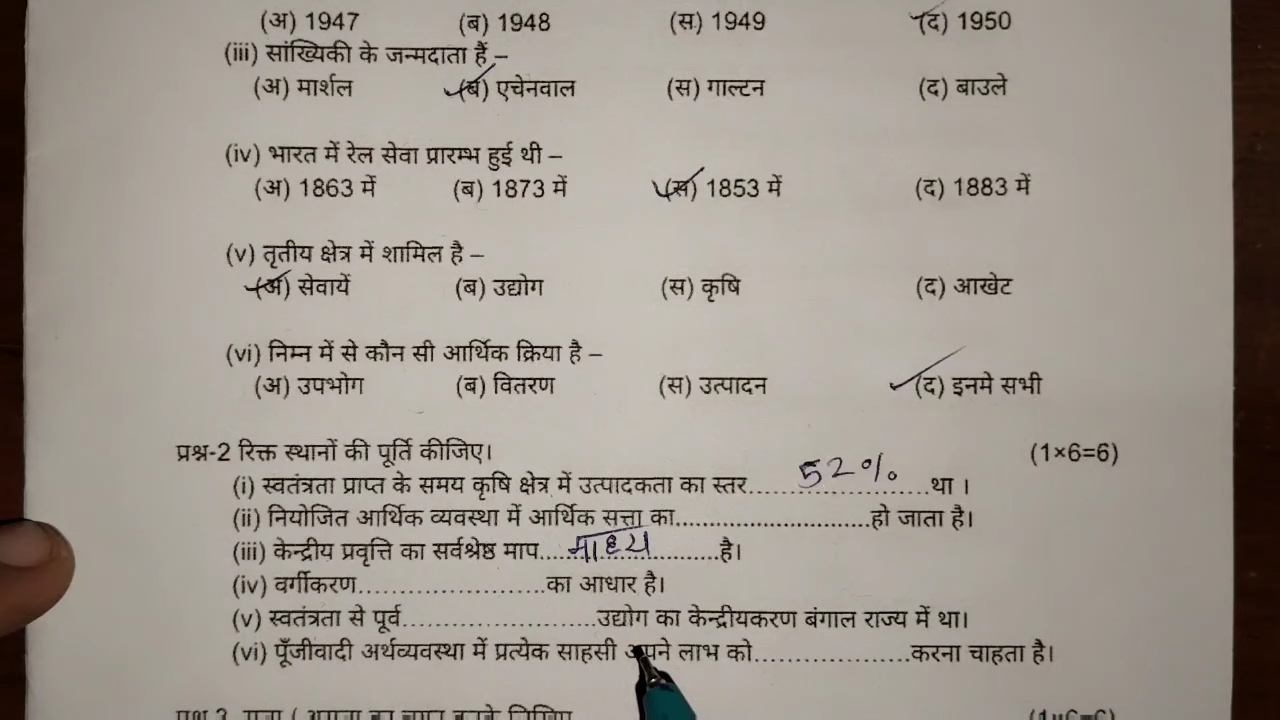 (अ) 1947 (ब) 1948 (स) 1949 (द) 1950
(iii) सांख्यिकी के जन्मदाता हैं –
(अ) मार्शल (ब) एचेनवाल (स) गाल्टन (द) बाउले
(iv) भारत में रेल सेवा प्रारम्भ हुई थी –
(अ) 1863 में (ब) 1873 में (स) 1853 में (द) 1883 में
(v) तृतीय क्षेत्र में शामिल है –
(अ) सेवायें (ब) उद्योग (स) कृषि (द) आखेट
(vi) निम्न में से कौन सी आर्थिक क्रिया है –
(अ) उपभोग (ब) वितरण (स) उत्पादन (द) इनमे सभी
प्रश्न-2 रिक्त स्थानों की पूर्ति कीजिए। (1×6=6)
(i) स्वतंत्रता प्राप्त के समय कृषि क्षेत्र में उत्पादकता का स्तर....52%....था ।
(ii) नियोजित आर्थिक व्यवस्था में आर्थिक सत्ता का............................हो जाता है।
(iii) केन्द्रीय प्रवृत्ति का सर्वश्रेष्ठ माप....माध्य....है।
(iv) वर्गीकरण...........................का आधार है।
(v) स्वतंत्रता से पूर्व............................उद्योग का केन्द्रीयकरण बंगाल राज्य में था।
(vi) पूँजीवादी अर्थव्यवस्था में प्रत्येक साहसी अपने लाभ को......................करना चाहता है।